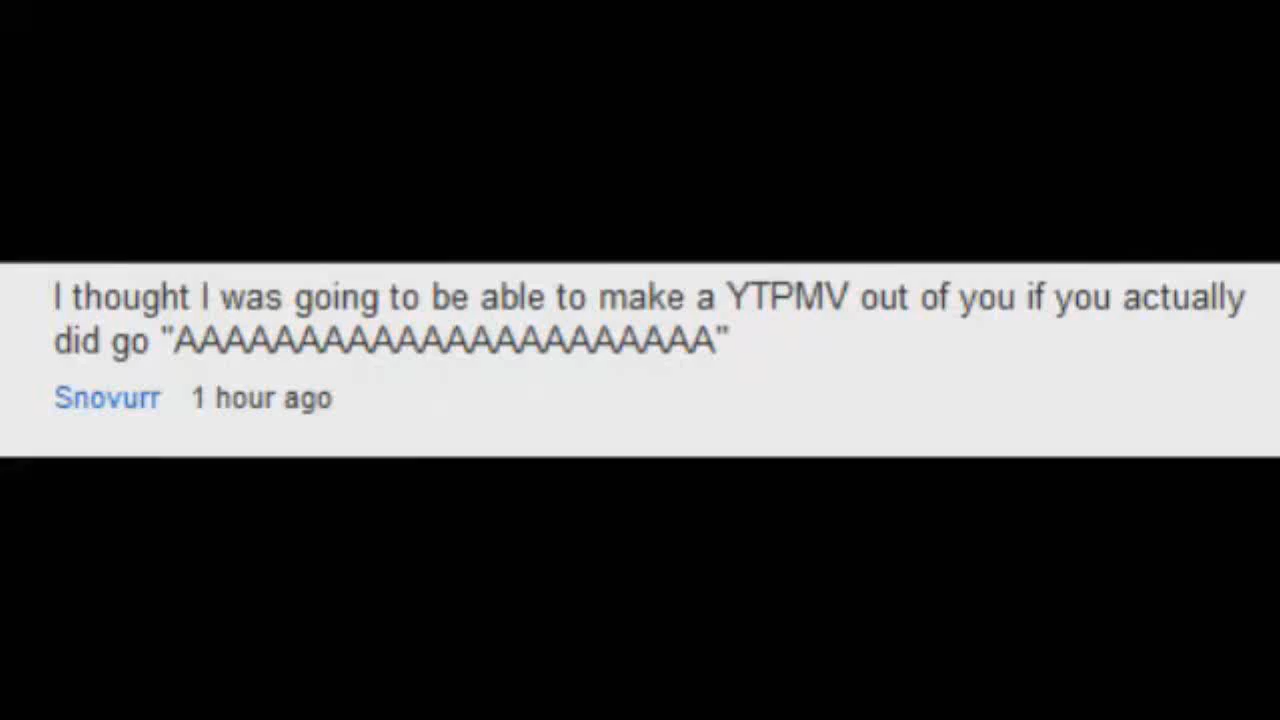 I thought I was going to be able to make a YTPMV out of you if you actually
did go "AAAAAAAAAAAAAAAAAAAAAA"
Snovurr 1 hour ago